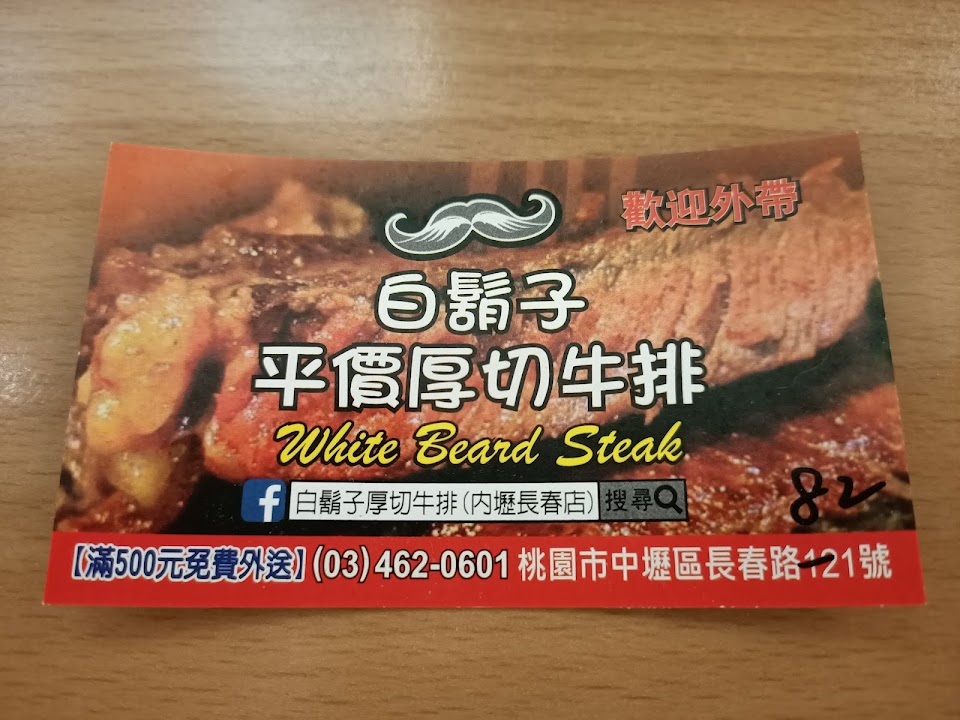 歡迎外帶
白鬍子
平價厚切牛排
White Beard Steak
f 白鬍子厚切牛排(内壢長春店) 搜尋
82
【滿500元免費外送】(03)462-0601 桃園市中壢區長春路121號